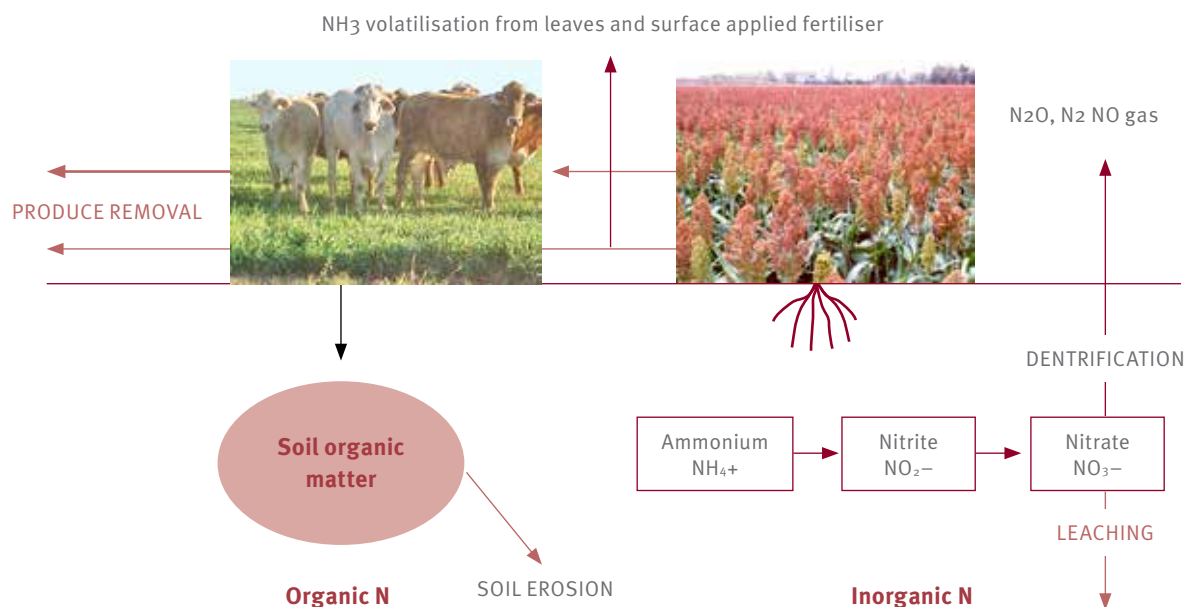 NH3 volatilisation from leaves and surface applied fertiliser
N2O, N2 NO gas
PRODUCE REMOVAL
DENTRIFICATION
Soil organic
matter
Ammonium
NH₄+
Nitrite
NO₂–
Nitrate
NO₃–
LEACHING
SOIL EROSION
Organic N
Inorganic N